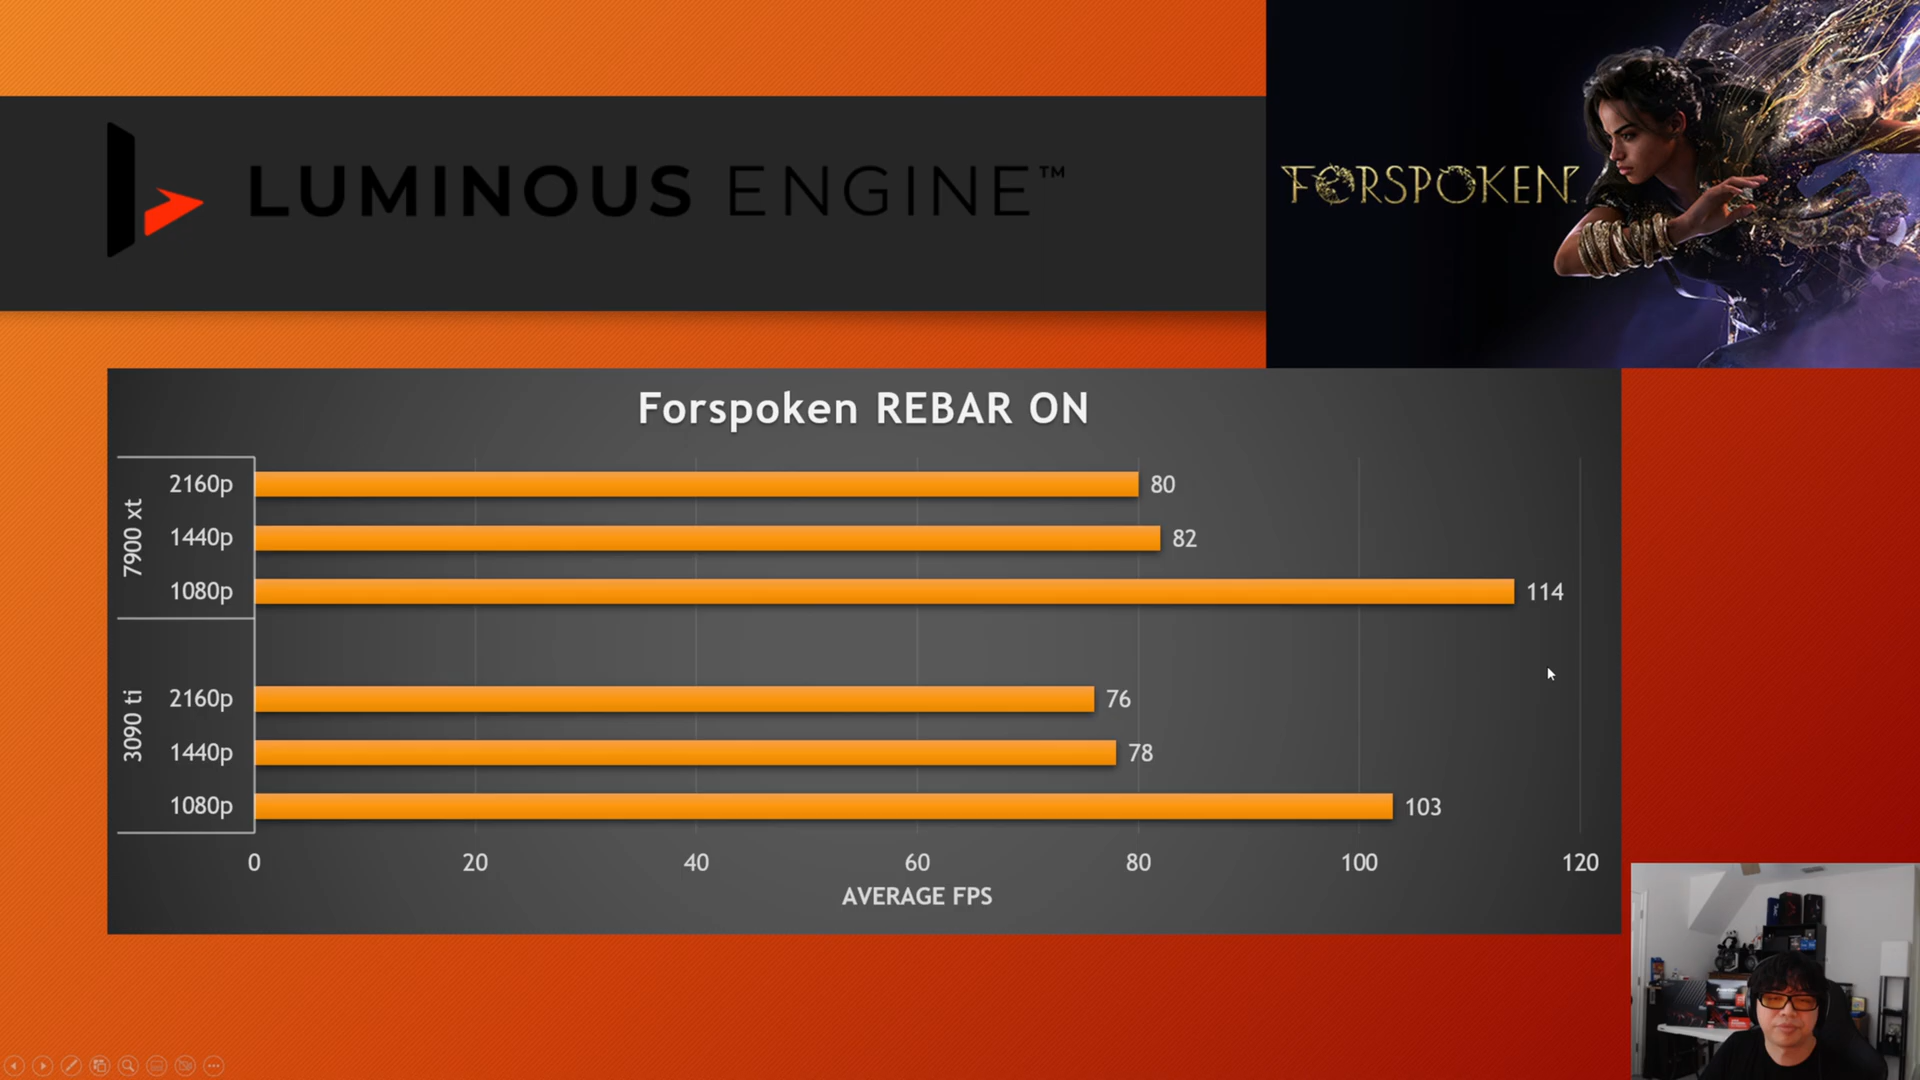 LUMINOUS ENGINE™
FORSPOKEN
Forspoken REBAR ON
7900 xt
2160p 80
1440p 82
1080p 114
3090 ti
2160p 76
1440p 78
1080p 103
0 20 40 60 80 100 120
AVERAGE FPS